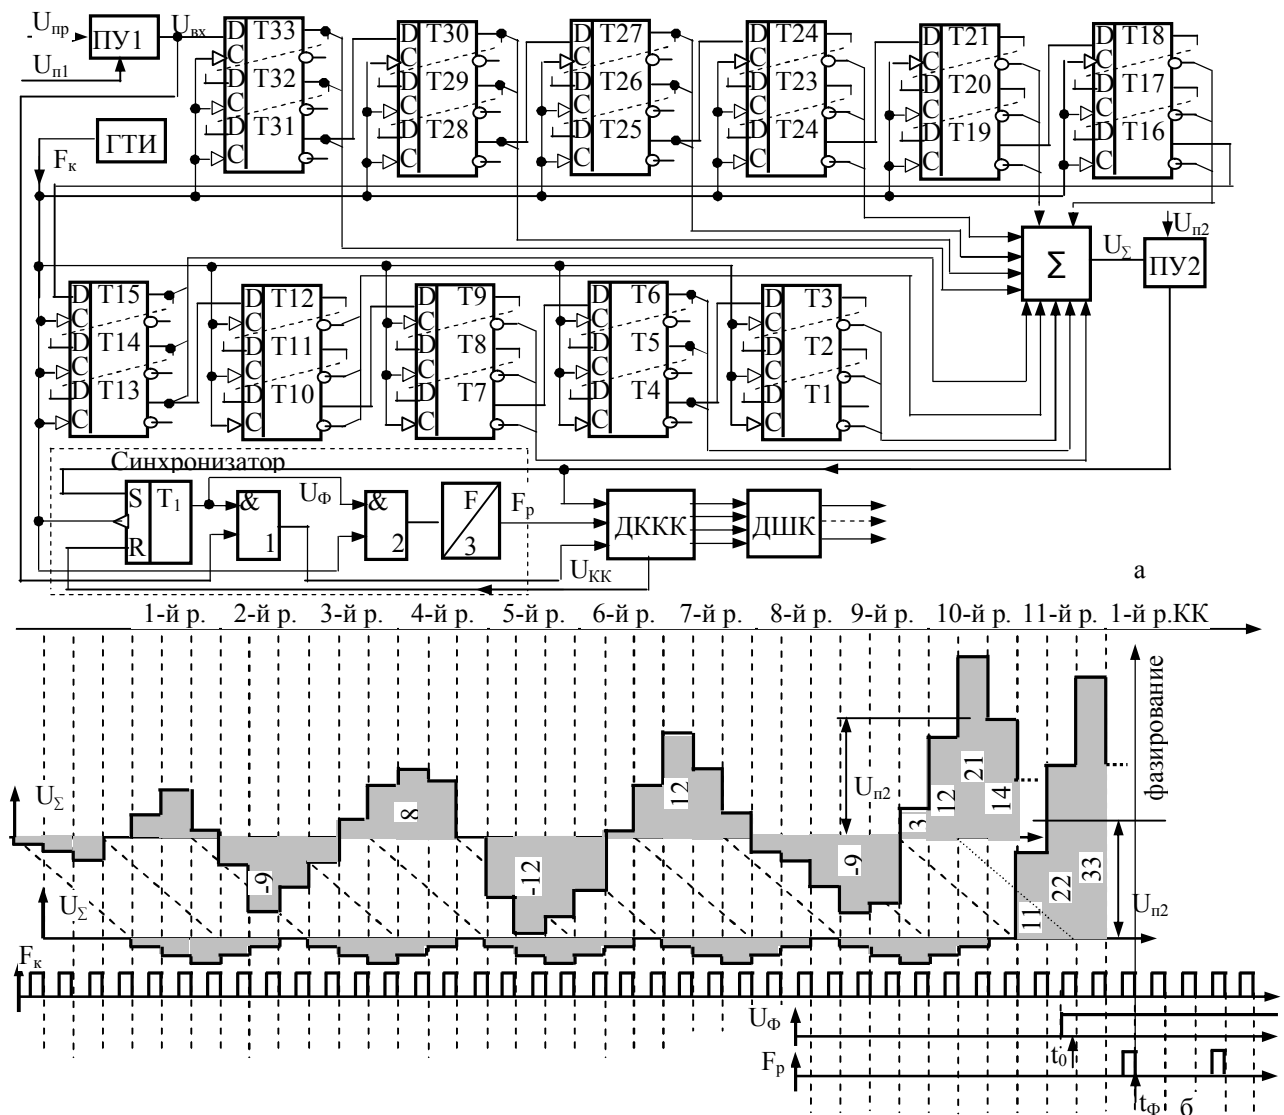 Uпр
Uвх
ПУ1
Uп1
ГТИ
Fк
D T33
C
D T32
C
D T31
C
D T30
C
D T29
C
D T28
C
D T27
C
D T26
C
D T25
C
D T24
C
D T23
C
D T24
C
D T21
C
D T20
C
D T19
C
D T18
C
D T17
C
D T16
C
Σ
UΣ
Uп2
ПУ2
D T15
C
D T14
C
D T13
C
D T12
C
D T11
C
D T10
C
D T9
C
D T8
C
D T7
C
D T6
C
D T5
C
D T4
C
D T3
C
D T2
C
D T1
C
Синхронизатор
S T1
R
&
1
UФ
&
2
F
3
Fр
ДККК
ДШК
UКК
а
1-й р. 2-й р. 3-й р. 4-й р. 5-й р. 6-й р. 7-й р. 8-й р. 9-й р. 10-й р. 11-й р. 1-й р.КК
фазирование
UΣ
-9
8
-12
12
-9
Uп2
3
12
21
14
UΣ
11
22
33
Uп2
Fк
UФ
t0
Fр
tФ
б